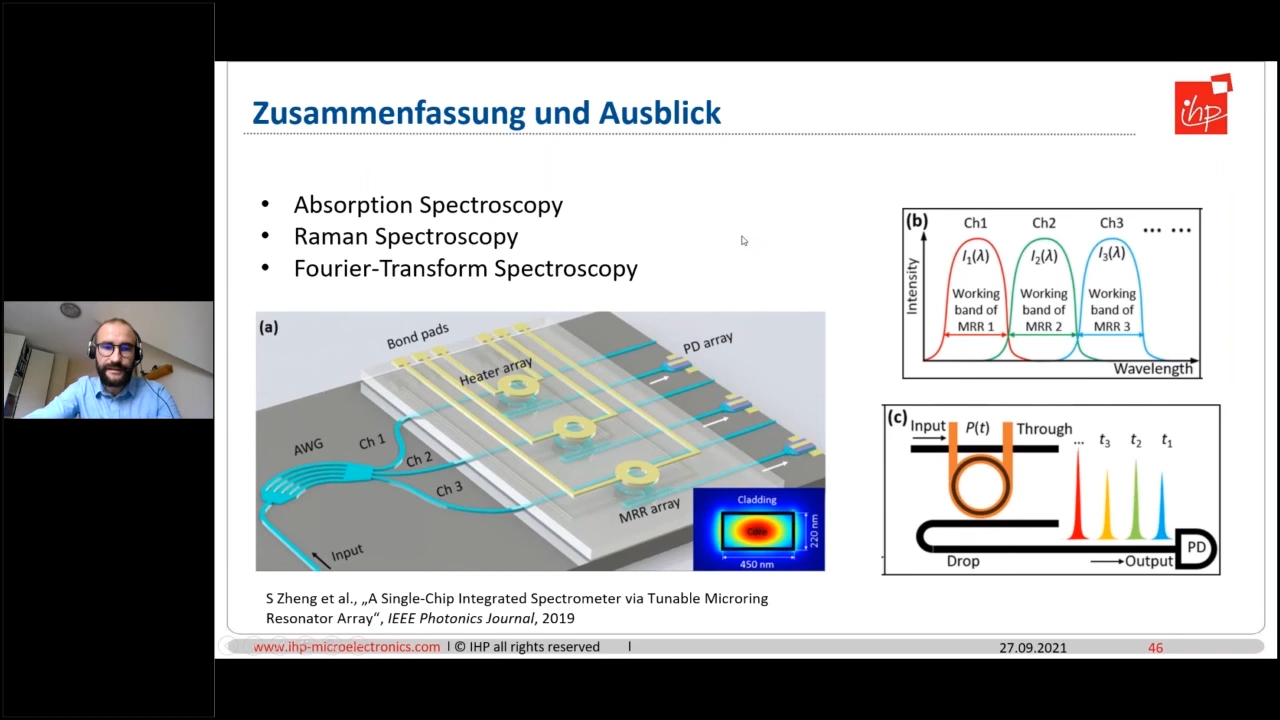 Zusammenfassung und Ausblick
ihp
• Absorption Spectroscopy
• Raman Spectroscopy
• Fourier-Transform Spectroscopy
(a)
Bond pads
Heater array
PD array
AWG
Ch 1
Ch 2
Ch 3
MRR array
Input
Cladding
Core
220 nm
450 nm
(b)
Ch1 Ch2 Ch3 ... ...
I₁(λ) I₂(λ) I₃(λ)
Intensity
Working band of MRR 1
Working band of MRR 2
Working band of MRR 3
Wavelength
(c)
Input P(t) Through
... t₃ t₂ t₁
Drop Output PD
S Zheng et al., „A Single-Chip Integrated Spectrometer via Tunable Microring
Resonator Array“, IEEE Photonics Journal, 2019
www.ihp-microelectronics.com I © IHP all rights reserved I 27.09.2021 46